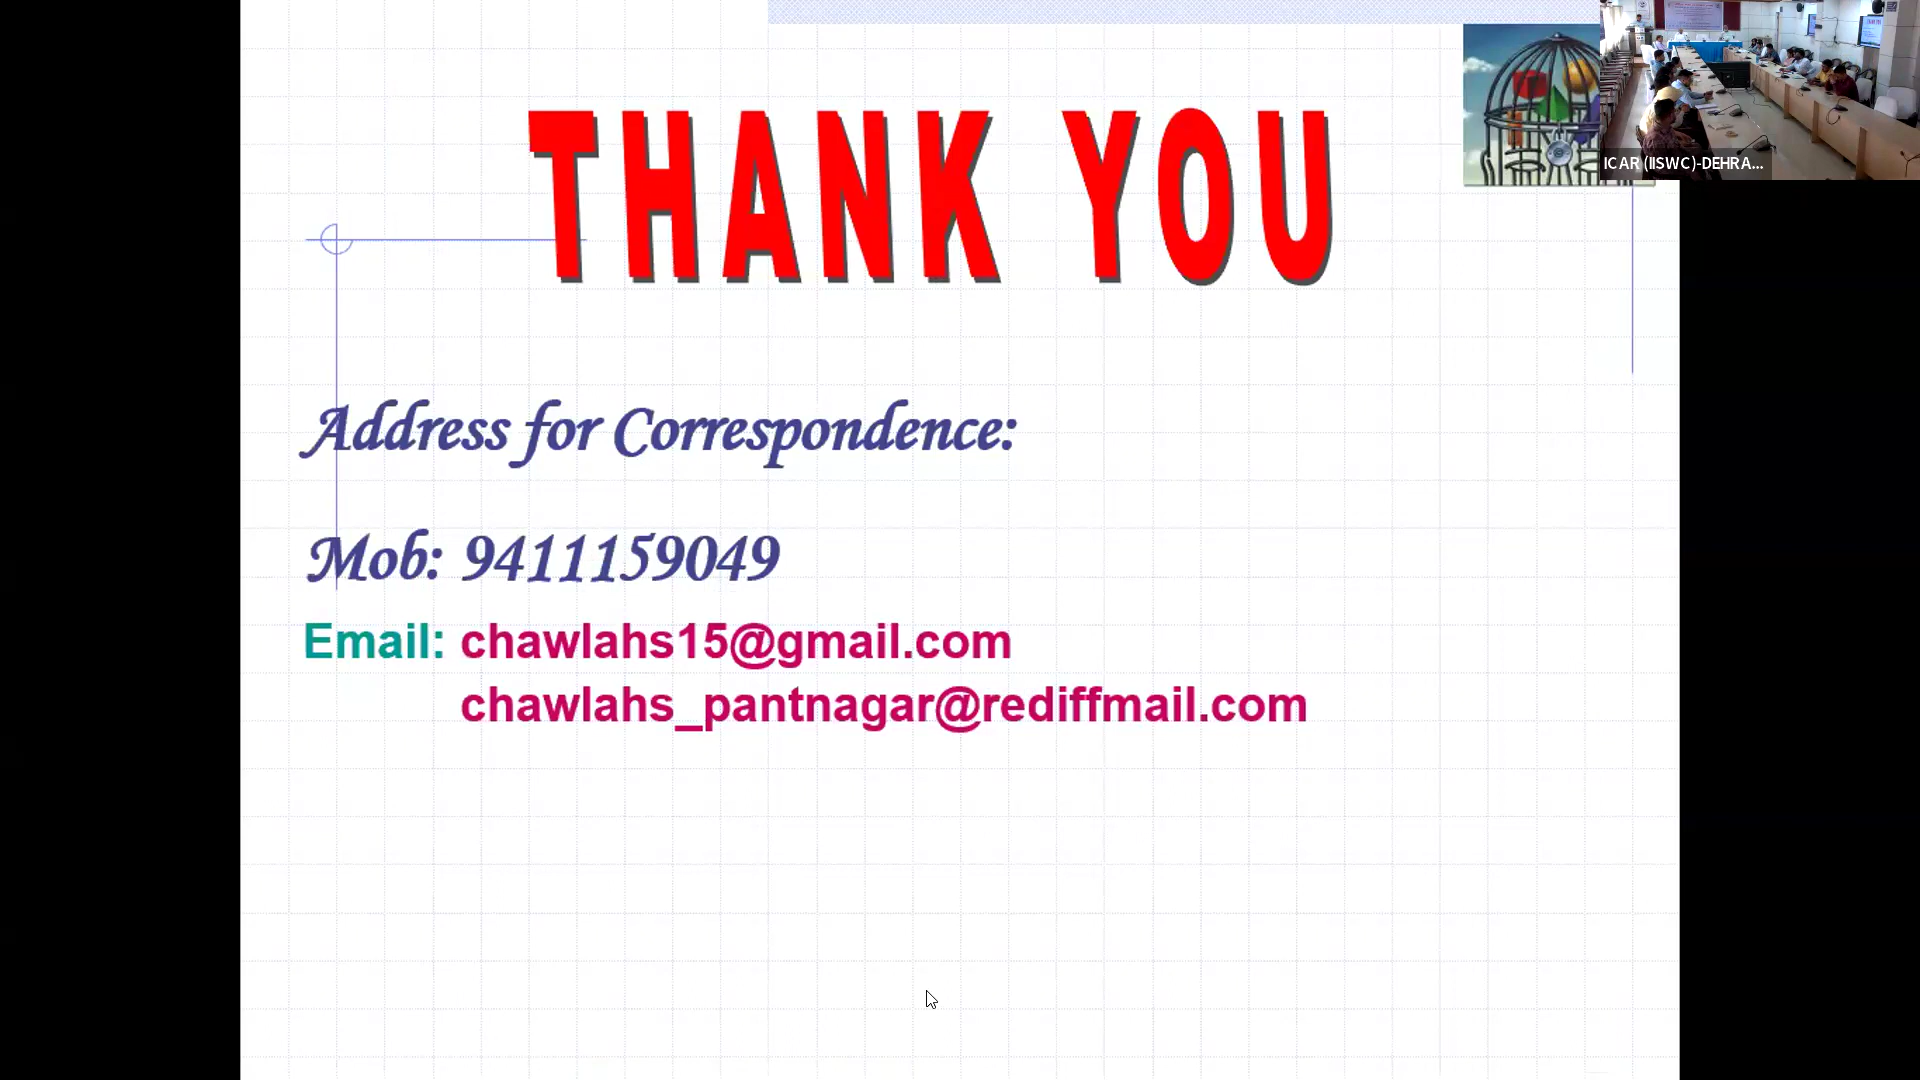 THANK YOU
ICAR (IISWC)-DEHRA...
Address for Correspondence:
Mob: 9411159049
Email: chawlahs15@gmail.com
chawlahs_pantnagar@rediffmail.com